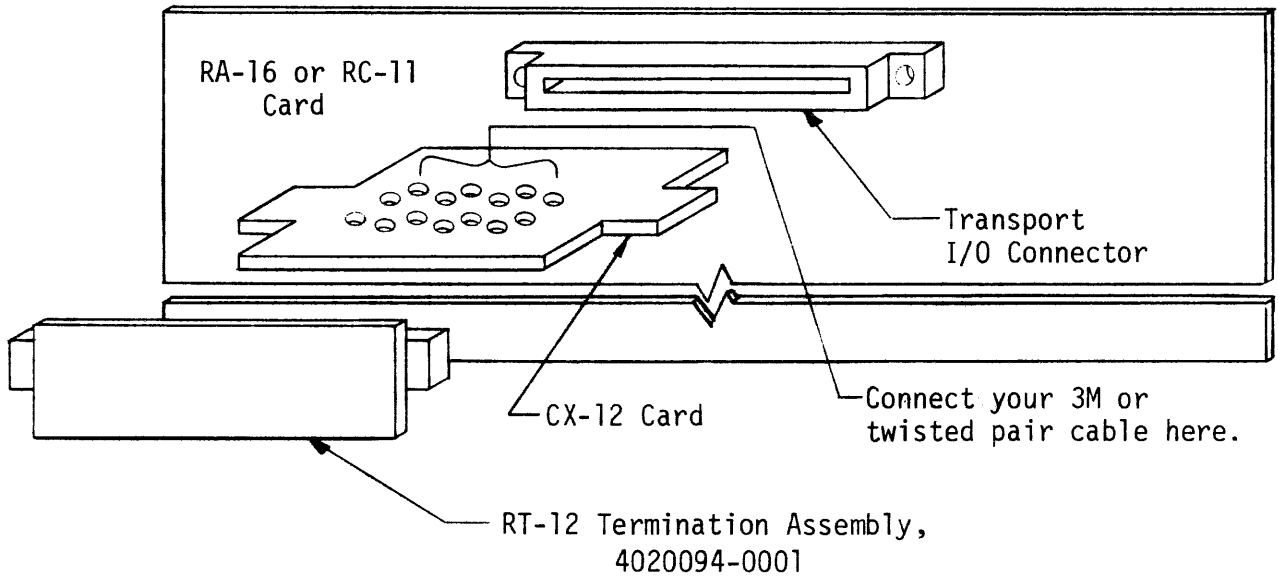 RA-16 or RC-11
Card
Transport
I/O Connector
CX-12 Card
Connect your 3M or
twisted pair cable here.
RT-12 Termination Assembly,
4020094-0001